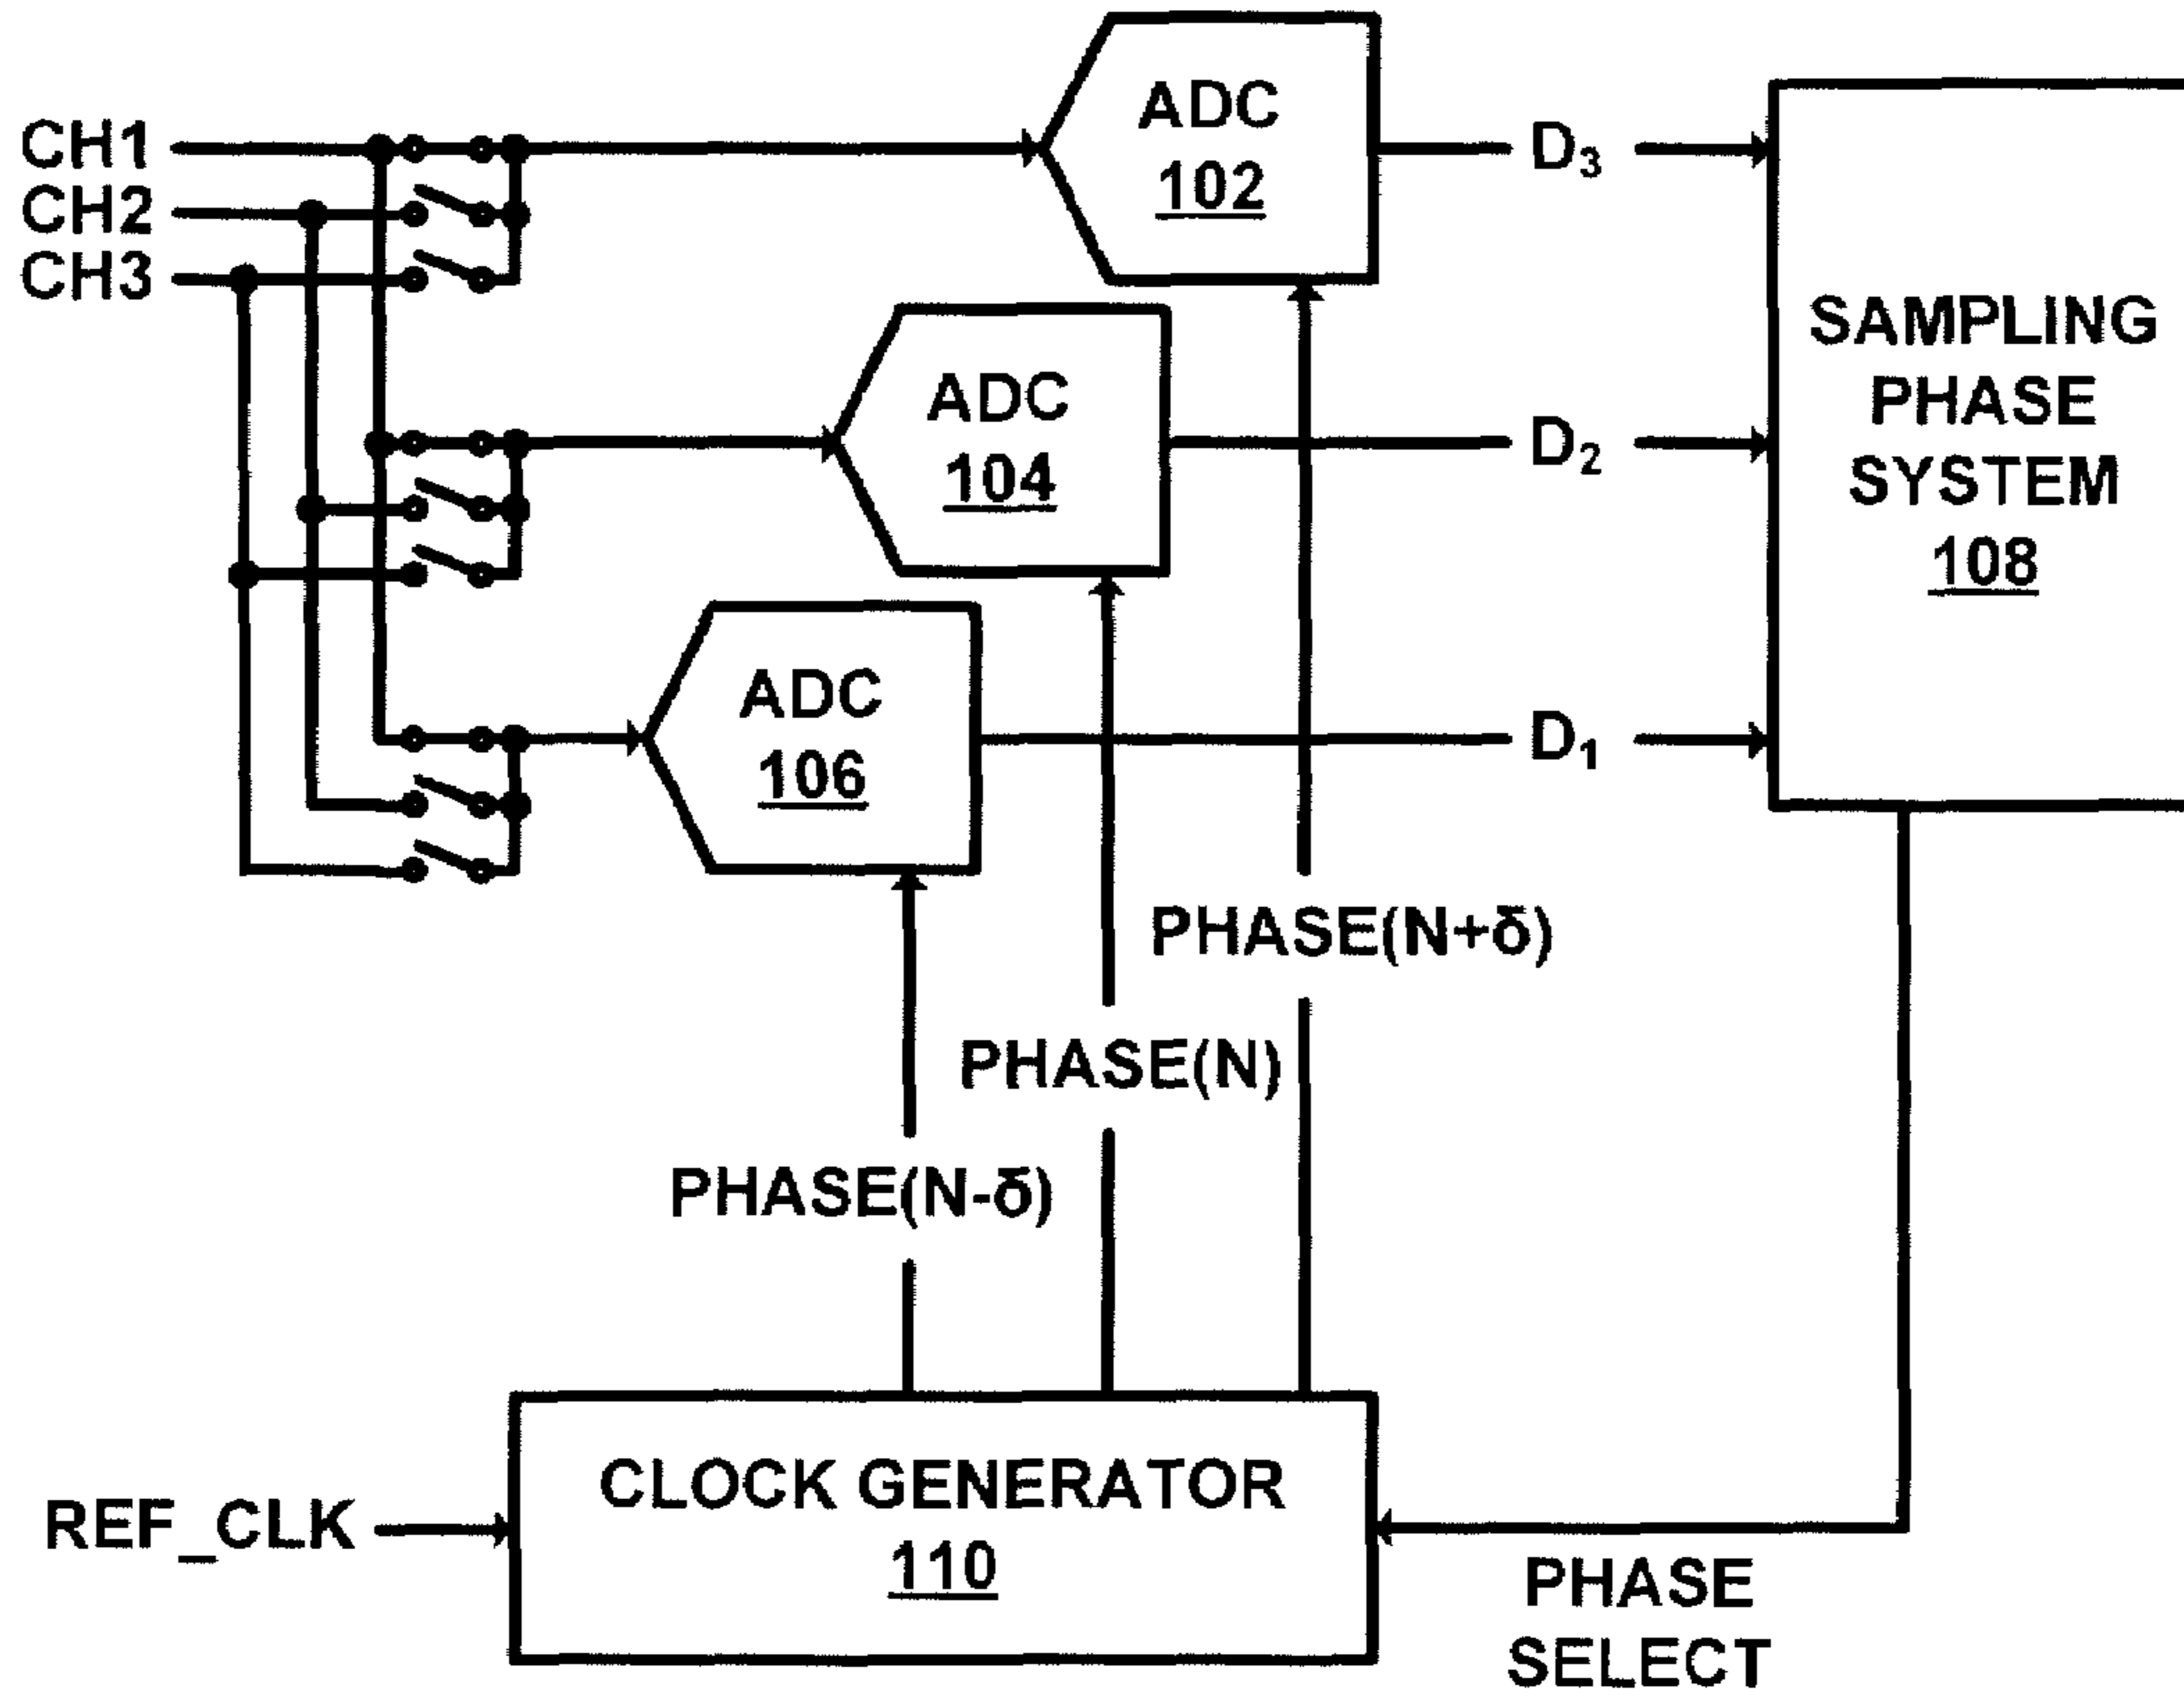 CH1
CH2
CH3
ADC
102
D₃
SAMPLING
PHASE
SYSTEM
108
ADC
104
D₂
ADC
106
D₁
PHASE(N+δ)
PHASE(N)
PHASE(N-δ)
CLOCK GENERATOR
110
REF_CLK
PHASE
SELECT